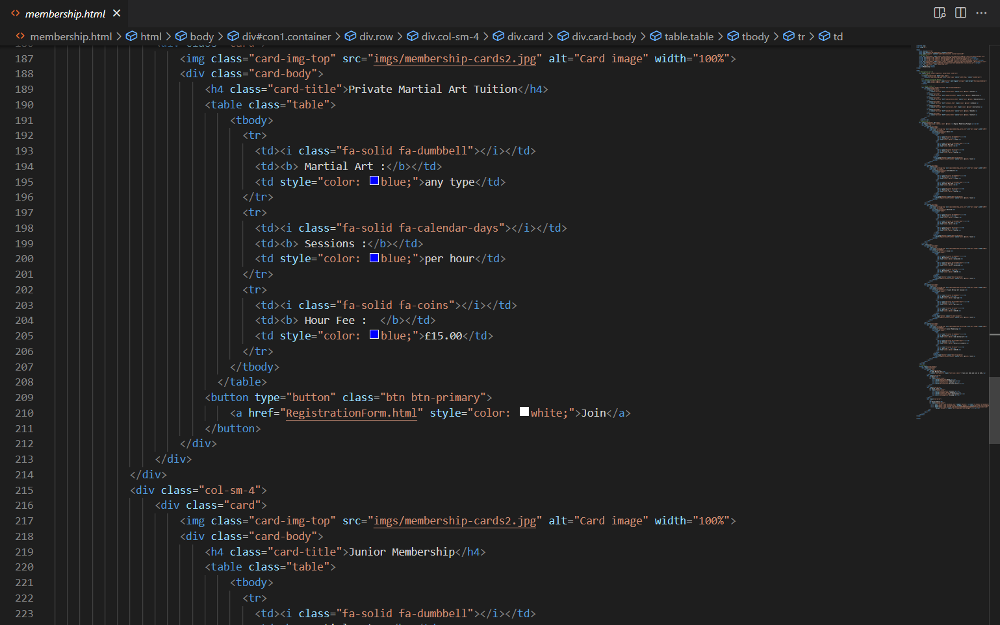 membership.html
membership.html > html > body > div#con1.container > div.row > div.col-sm-4 > div.card > div.card-body > table.table > tbody > tr > td
187 <img class="card-img-top" src="imgs/membership-cards2.jpg" alt="Card image" width="100%">
188 <div class="card-body">
189 <h4 class="card-title">Private Martial Art Tuition</h4>
190 <table class="table">
191 <tbody>
192 <tr>
193 <td><i class="fa-solid fa-dumbbell"></i></td>
194 <td><b> Martial Art :</b></td>
195 <td style="color: blue;">any type</td>
196 </tr>
197 <tr>
198 <td><i class="fa-solid fa-calendar-days"></i></td>
199 <td><b> Sessions :</b></td>
200 <td style="color: blue;">per hour</td>
201 </tr>
202 <tr>
203 <td><i class="fa-solid fa-coins"></i></td>
204 <td><b> Hour Fee :  </b></td>
205 <td style="color: blue;">£15.00</td>
206 </tr>
207 </tbody>
208 </table>
209 <button type="button" class="btn btn-primary">
210 <a href="RegistrationForm.html" style="color: white;">Join</a>
211 </button>
212 </div>
213 </div>
214 </div>
215 <div class="col-sm-4">
216 <div class="card">
217 <img class="card-img-top" src="imgs/membership-cards2.jpg" alt="Card image" width="100%">
218 <div class="card-body">
219 <h4 class="card-title">Junior Membership</h4>
220 <table class="table">
221 <tbody>
222 <tr>
223 <td><i class="fa-solid fa-dumbbell"></i></td>